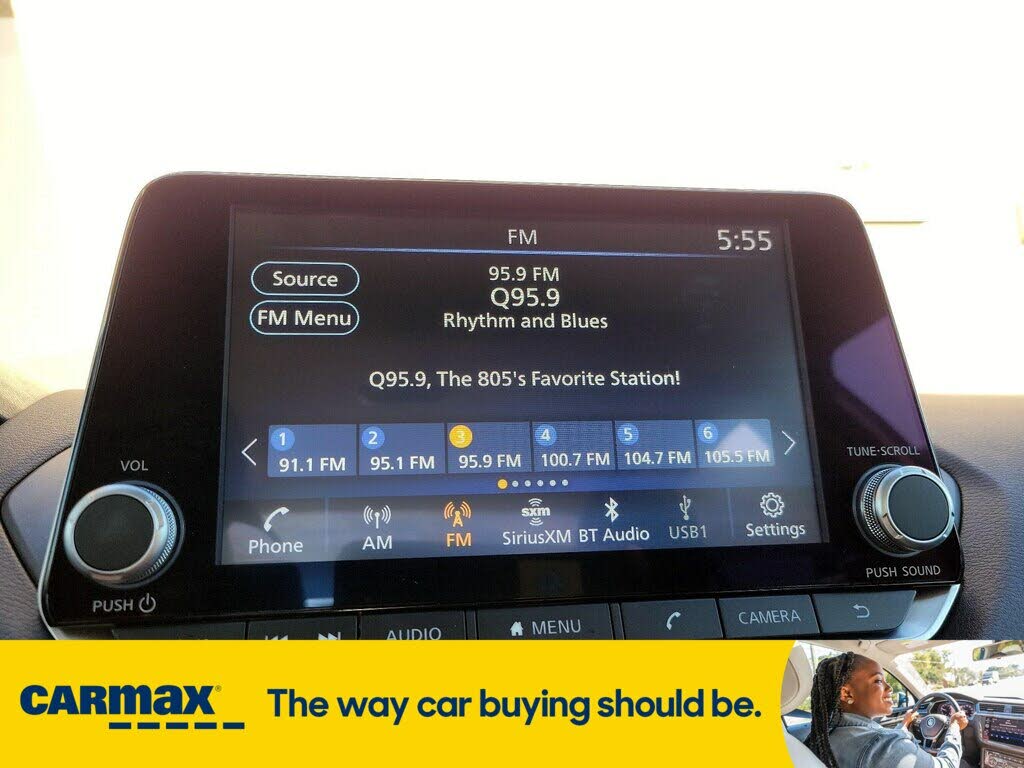 FM 5:55
Source
95.9 FM
Q95.9
FM Menu
Rhythm and Blues
Q95.9, The 805's Favorite Station!
1 2 3 4 5 6
91.1 FM 95.1 FM 95.9 FM 100.7 FM 104.7 FM 105.5 FM
Phone AM FM sxm SiriusXM BT Audio USB1 Settings
VOL
PUSH
TUNE·SCROLL
PUSH SOUND
AUDIO MENU CAMERA
CARMAX®
The way car buying should be.